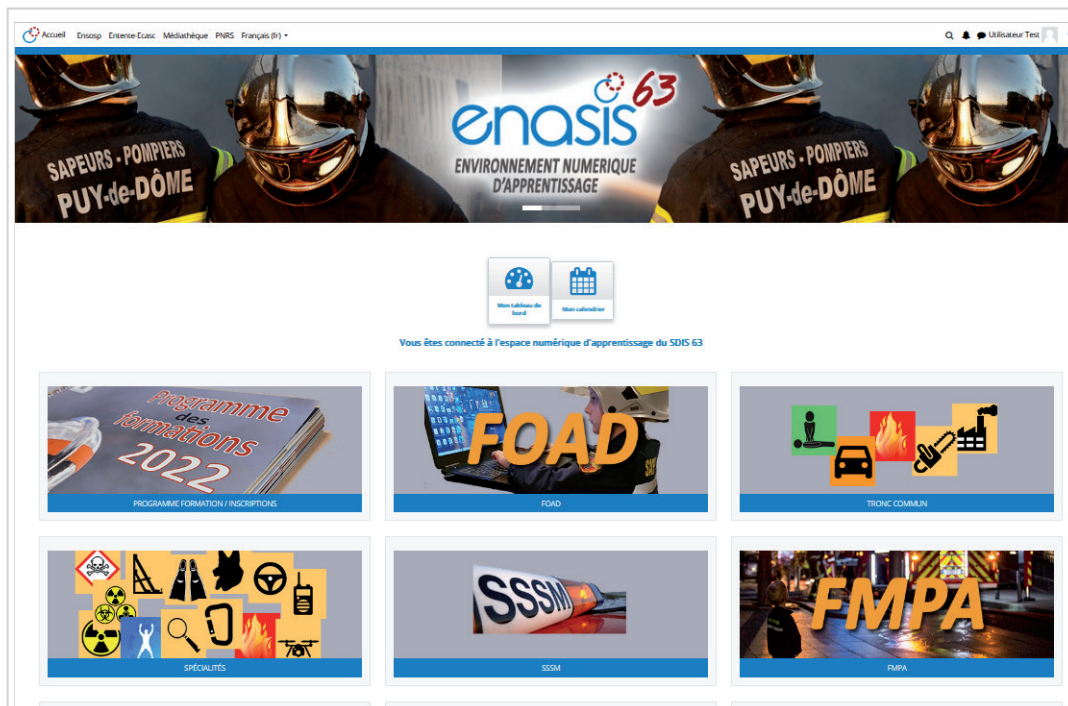 Accueil Ensosp Entente-Ecasc Médiathèque PNRS Français (fr) Utilisateur Test
SAPEURS - POMPIERS
PUY-de-DÔME
enasis 63
ENVIRONNEMENT NUMERIQUE
D'APPRENTISSAGE
SAPEURS - POMPIERS
PUY-de-DÔME
Mon tableau de
bord
Mon calendrier
Vous êtes connecté à l'espace numérique d'apprentissage du SDIS 63
Programme
des
formations
2022
PROGRAMME FORMATION / INSCRIPTIONS
FOAD
FOAD
TRONC COMMUN
SPÉCIALITÉS
SSSM
SSSM
FMPA
FMPA